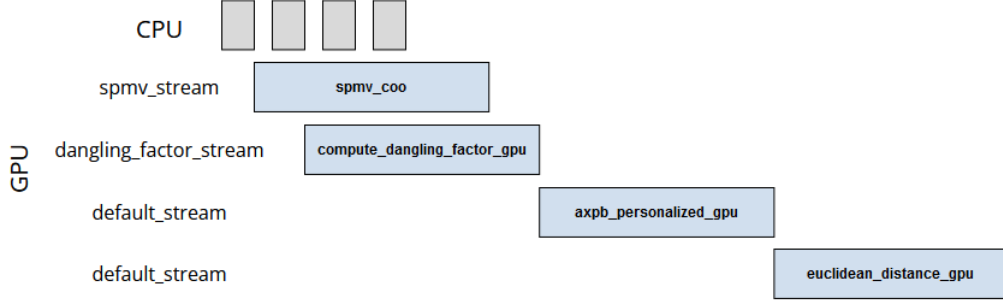 CPU
spmv_stream
spmv_coo
GPU
dangling_factor_stream
compute_dangling_factor_gpu
default_stream
axpb_personalized_gpu
default_stream
euclidean_distance_gpu